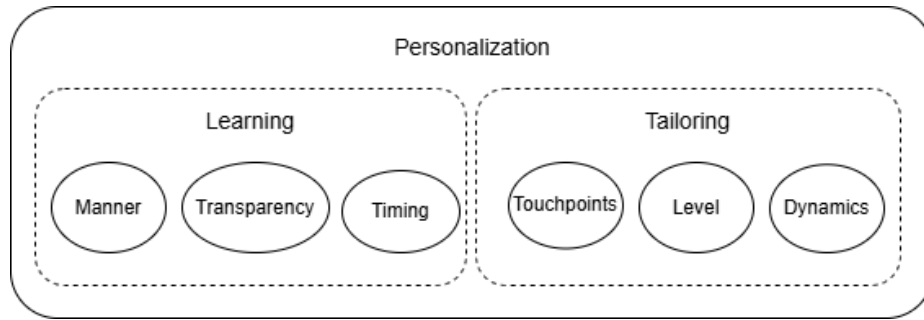 Personalization
Learning
Tailoring
Manner
Transparency
Timing
Touchpoints
Level
Dynamics